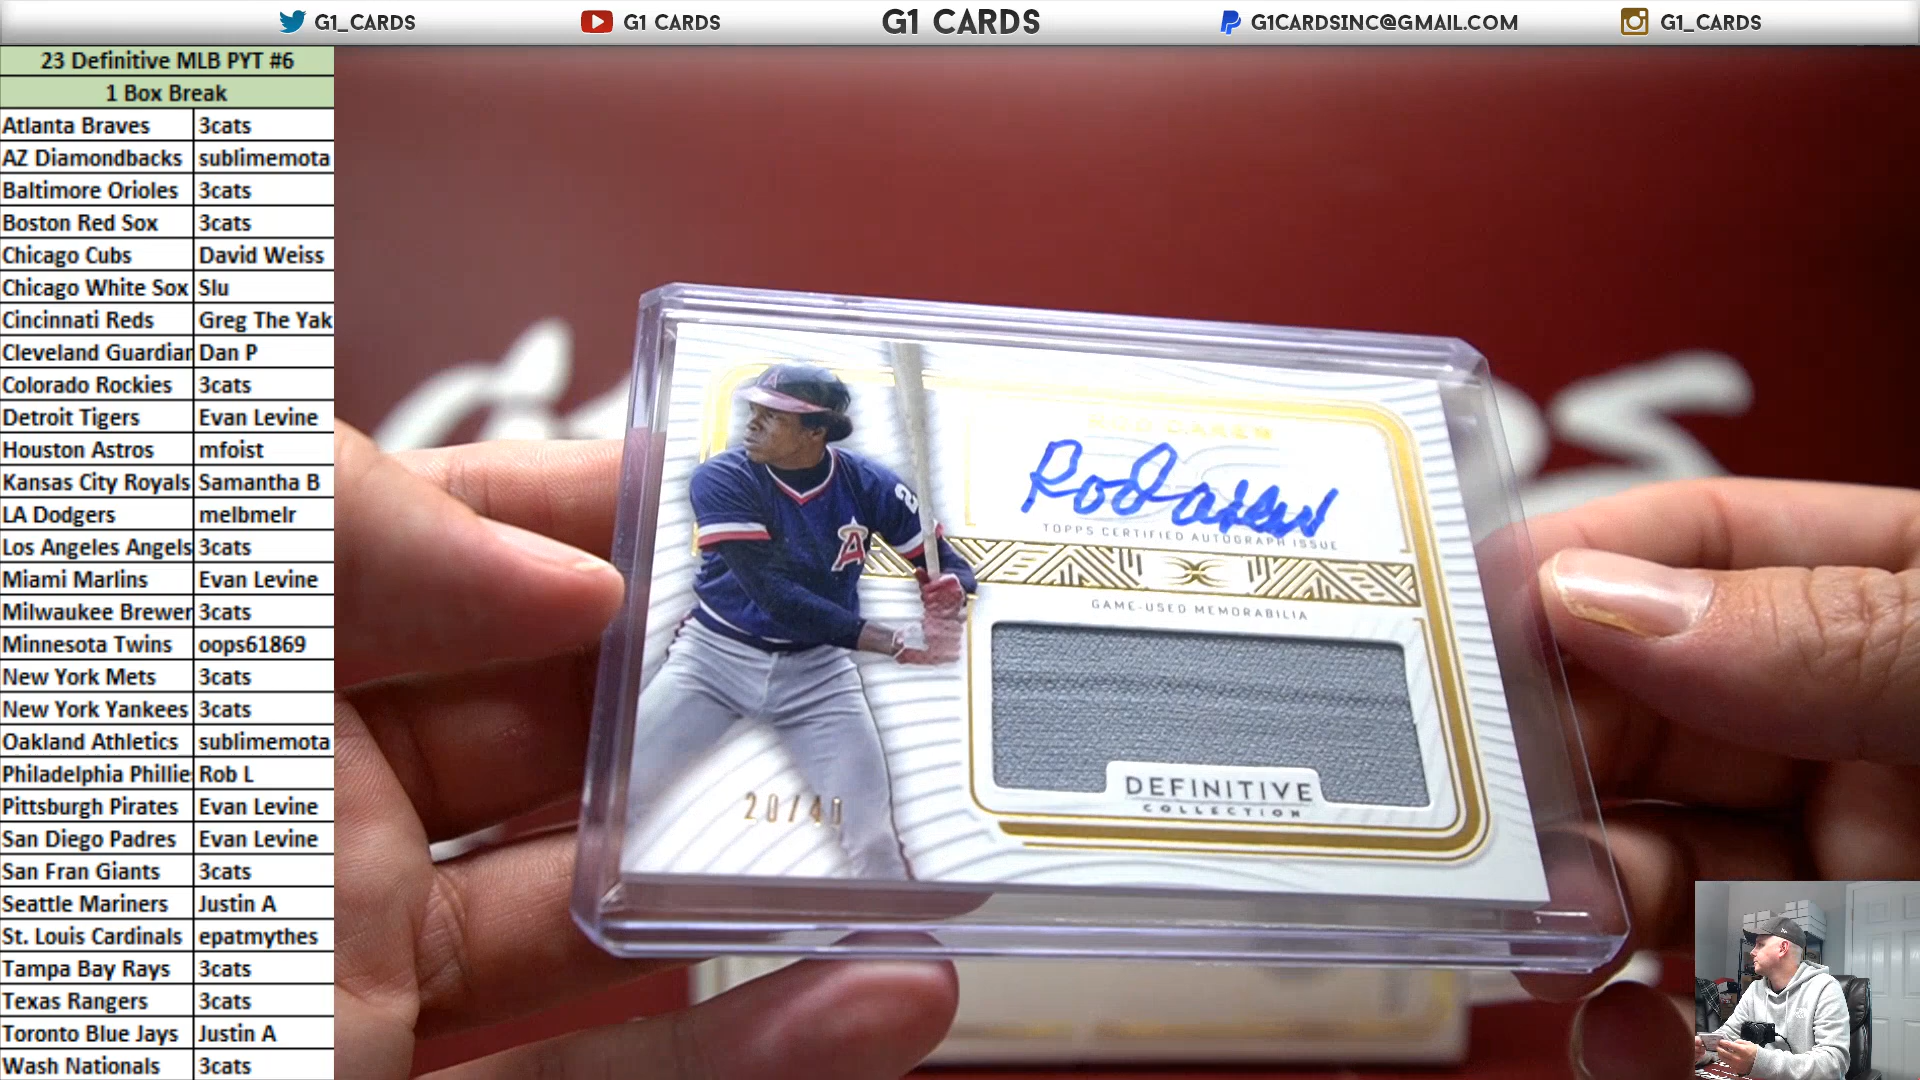 G1_CARDS G1 CARDS G1 CARDS G1CARDSINC@GMAIL.COM G1_CARDS
23 Definitive MLB PYT #6
1 Box Break
Atlanta Braves 3cats
AZ Diamondbacks sublimemota
Baltimore Orioles 3cats
Boston Red Sox 3cats
Chicago Cubs David Weiss
Chicago White Sox Slu
Cincinnati Reds Greg The Yak
Cleveland Guardian Dan P
Colorado Rockies 3cats
Detroit Tigers Evan Levine
Houston Astros mfoist
Kansas City Royals Samantha B
LA Dodgers melbmelr
Los Angeles Angels 3cats
Miami Marlins Evan Levine
Milwaukee Brewer 3cats
Minnesota Twins oops61869
New York Mets 3cats
New York Yankees 3cats
Oakland Athletics sublimemota
Philadelphia Phillie Rob L
Pittsburgh Pirates Evan Levine
San Diego Padres Evan Levine
San Fran Giants 3cats
Seattle Mariners Justin A
St. Louis Cardinals epatmythes
Tampa Bay Rays 3cats
Texas Rangers 3cats
Toronto Blue Jays Justin A
Wash Nationals 3cats
ROD CAREW
Rod Carew
TOPPS CERTIFIED AUTOGRAPH ISSUE
GAME-USED MEMORABILIA
DEFINITIVE
COLLECTION
20/40
A
A
2